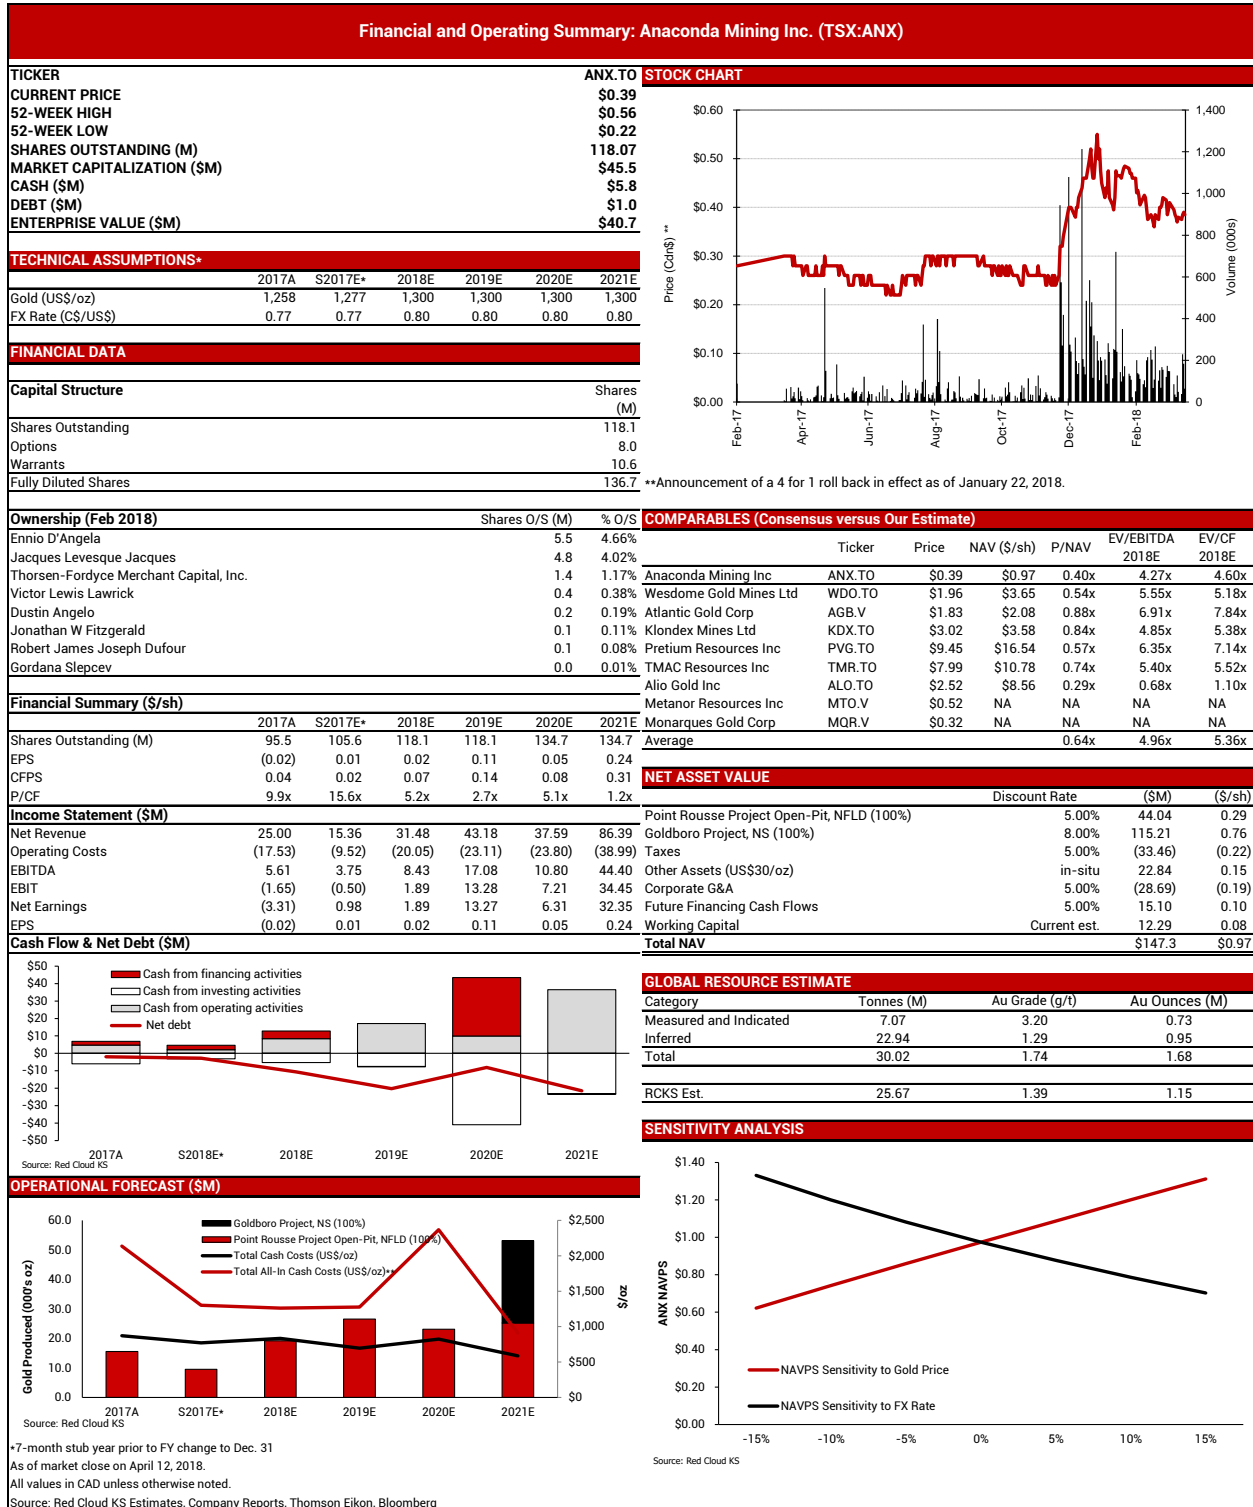 Financial and Operating Summary: Anaconda Mining Inc. (TSX:ANX)
TICKER ANX.TO
CURRENT PRICE $0.39
52-WEEK HIGH $0.56
52-WEEK LOW $0.22
SHARES OUTSTANDING (M) 118.07
MARKET CAPITALIZATION ($M) $45.5
CASH ($M) $5.8
DEBT ($M) $1.0
ENTERPRISE VALUE ($M) $40.7
TECHNICAL ASSUMPTIONS*
2017A S2017E* 2018E 2019E 2020E 2021E
Gold (US$/oz) 1,258 1,277 1,300 1,300 1,300 1,300
FX Rate (C$/US$) 0.77 0.77 0.80 0.80 0.80 0.80
FINANCIAL DATA
Capital Structure Shares
(M)
Shares Outstanding 118.1
Options 8.0
Warrants 10.6
Fully Diluted Shares 136.7
STOCK CHART
$0.60
$0.50
$0.40
$0.30
$0.20
$0.10
$0.00
Price (Cdn$) **
1,400
1,200
1,000
800
600
400
200
0
Volume (000s)
Feb-17 Apr-17 Jun-17 Aug-17 Oct-17 Dec-17 Feb-18
**Announcement of a 4 for 1 roll back in effect as of January 22, 2018.
Ownership (Feb 2018) Shares O/S (M) % O/S
Ennio D'Angela 5.5 4.66%
Jacques Levesque Jacques 4.8 4.02%
Thorsen-Fordyce Merchant Capital, Inc. 1.4 1.17%
Victor Lewis Lawrick 0.4 0.38%
Dustin Angelo 0.2 0.19%
Jonathan W Fitzgerald 0.1 0.11%
Robert James Joseph Dufour 0.1 0.08%
Gordana Slepcev 0.0 0.01%
COMPARABLES (Consensus versus Our Estimate)
Ticker Price NAV ($/sh) P/NAV EV/EBITDA 2018E EV/CF 2018E
Anaconda Mining Inc ANX.TO $0.39 $0.97 0.40x 4.27x 4.60x
Wesdome Gold Mines Ltd WDO.TO $1.96 $3.65 0.54x 5.55x 5.18x
Atlantic Gold Corp AGB.V $1.83 $2.08 0.88x 6.91x 7.84x
Klondex Mines Ltd KDX.TO $3.02 $3.58 0.84x 4.85x 5.38x
Pretium Resources Inc PVG.TO $9.45 $16.54 0.57x 6.35x 7.14x
TMAC Resources Inc TMR.TO $7.99 $10.78 0.74x 5.40x 5.52x
Alio Gold Inc ALO.TO $2.52 $8.56 0.29x 0.68x 1.10x
Metanor Resources Inc MTO.V $0.52 NA NA NA NA
Monarques Gold Corp MQR.V $0.32 NA NA NA NA
Average 0.64x 4.96x 5.36x
Financial Summary ($/sh)
2017A S2017E* 2018E 2019E 2020E 2021E
Shares Outstanding (M) 95.5 105.6 118.1 118.1 134.7 134.7
EPS (0.02) 0.01 0.02 0.11 0.05 0.24
CFPS 0.04 0.02 0.07 0.14 0.08 0.31
P/CF 9.9x 15.6x 5.2x 2.7x 5.1x 1.2x
Income Statement ($M)
Net Revenue 25.00 15.36 31.48 43.18 37.59 86.39
Operating Costs (17.53) (9.52) (20.05) (23.11) (23.80) (38.99)
EBITDA 5.61 3.75 8.43 17.08 10.80 44.40
EBIT (1.65) (0.50) 1.89 13.28 7.21 34.45
Net Earnings (3.31) 0.98 1.89 13.27 6.31 32.35
EPS (0.02) 0.01 0.02 0.11 0.05 0.24
NET ASSET VALUE
Discount Rate ($M) ($/sh)
Point Rousse Project Open-Pit, NFLD (100%) 5.00% 44.04 0.29
Goldboro Project, NS (100%) 8.00% 115.21 0.76
Taxes 5.00% (33.46) (0.22)
Other Assets (US$30/oz) in-situ 22.84 0.15
Corporate G&A 5.00% (28.69) (0.19)
Future Financing Cash Flows 5.00% 15.10 0.10
Working Capital Current est. 12.29 0.08
Total NAV $147.3 $0.97
Cash Flow & Net Debt ($M)
$50
$40
$30
$20
$10
$0
-$10
-$20
-$30
-$40
-$50
Cash from financing activities
Cash from investing activities
Cash from operating activities
Net debt
2017A S2018E* 2018E 2019E 2020E 2021E
Source: Red Cloud KS
GLOBAL RESOURCE ESTIMATE
Category Tonnes (M) Au Grade (g/t) Au Ounces (M)
Measured and Indicated 7.07 3.20 0.73
Inferred 22.94 1.29 0.95
Total 30.02 1.74 1.68
RCKS Est. 25.67 1.39 1.15
OPERATIONAL FORECAST ($M)
60.0
50.0
40.0
30.0
20.0
10.0
0.0
Gold Produced (000's oz)
Goldboro Project, NS (100%)
Point Rousse Project Open-Pit, NFLD (100%)
Total Cash Costs (US$/oz)
Total All-In Cash Costs (US$/oz)**
$2,500
$2,000
$1,500
$1,000
$500
$0
$/oz
2017A S2017E* 2018E 2019E 2020E 2021E
Source: Red Cloud KS
SENSITIVITY ANALYSIS
$1.40
$1.20
$1.00
$0.80
$0.60
$0.40
$0.20
$0.00
ANX NAVPS
NAVPS Sensitivity to Gold Price
NAVPS Sensitivity to FX Rate
-15% -10% -5% 0% 5% 10% 15%
Source: Red Cloud KS
*7-month stub year prior to FY change to Dec. 31
As of market close on April 12, 2018.
All values in CAD unless otherwise noted.
Source: Red Cloud KS Estimates, Company Reports, Thomson Eikon, Bloomberg